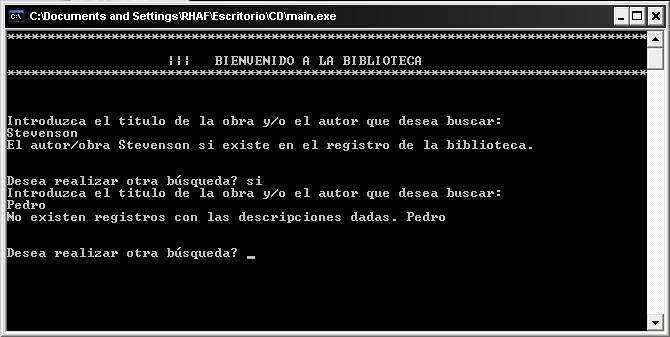 C:\Documents and Settings\RHAF\Escritorio\CD\main.exe
********************************************************************************
¦¦¦ BIENVENIDO A LA BIBLIOTECA
********************************************************************************
Introduzca el titulo de la obra y/o el autor que desea buscar:
Stevenson
El autor/obra Stevenson si existe en el registro de la biblioteca.
Desea realizar otra búsqueda? si
Introduzca el titulo de la obra y/o el autor que desea buscar:
Pedro
No existen registros con las descripciones dadas. Pedro
Desea realizar otra búsqueda? _